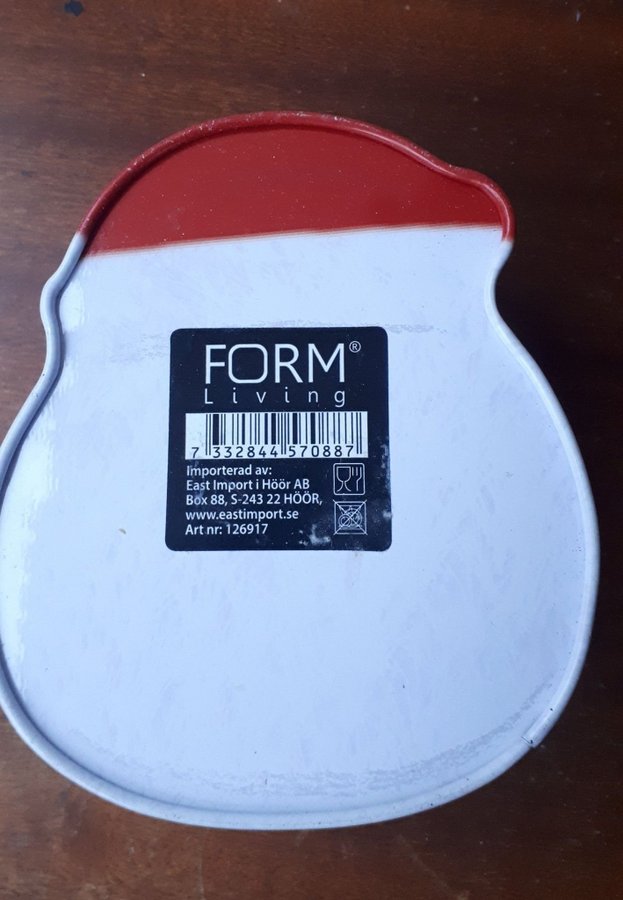 FORM®
Living
7 332844 570887
Importerad av:
East Import i Höör AB
Box 88, S-243 22 HÖÖR,
www.eastimport.se
Art nr: 126917